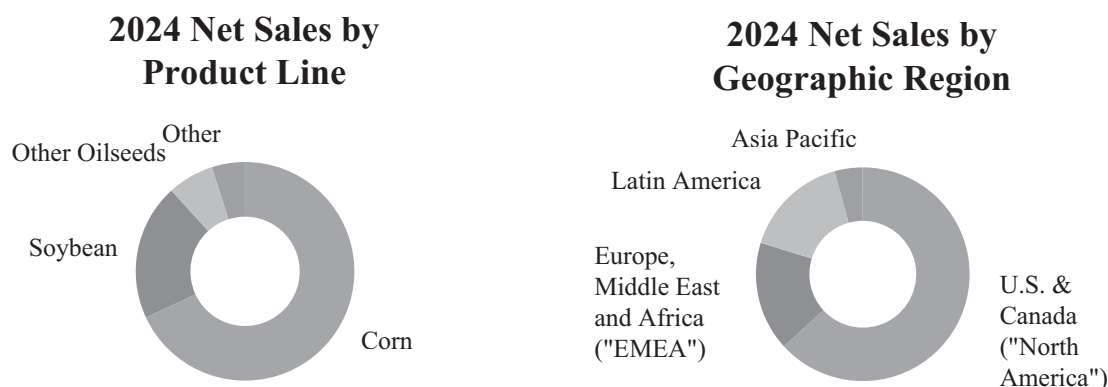 2024 Net Sales by
Product Line
Other
Other Oilseeds
Soybean
Corn
2024 Net Sales by
Geographic Region
Asia Pacific
Latin America
Europe,
Middle East
and Africa
("EMEA")
U.S. &
Canada
("North
America")